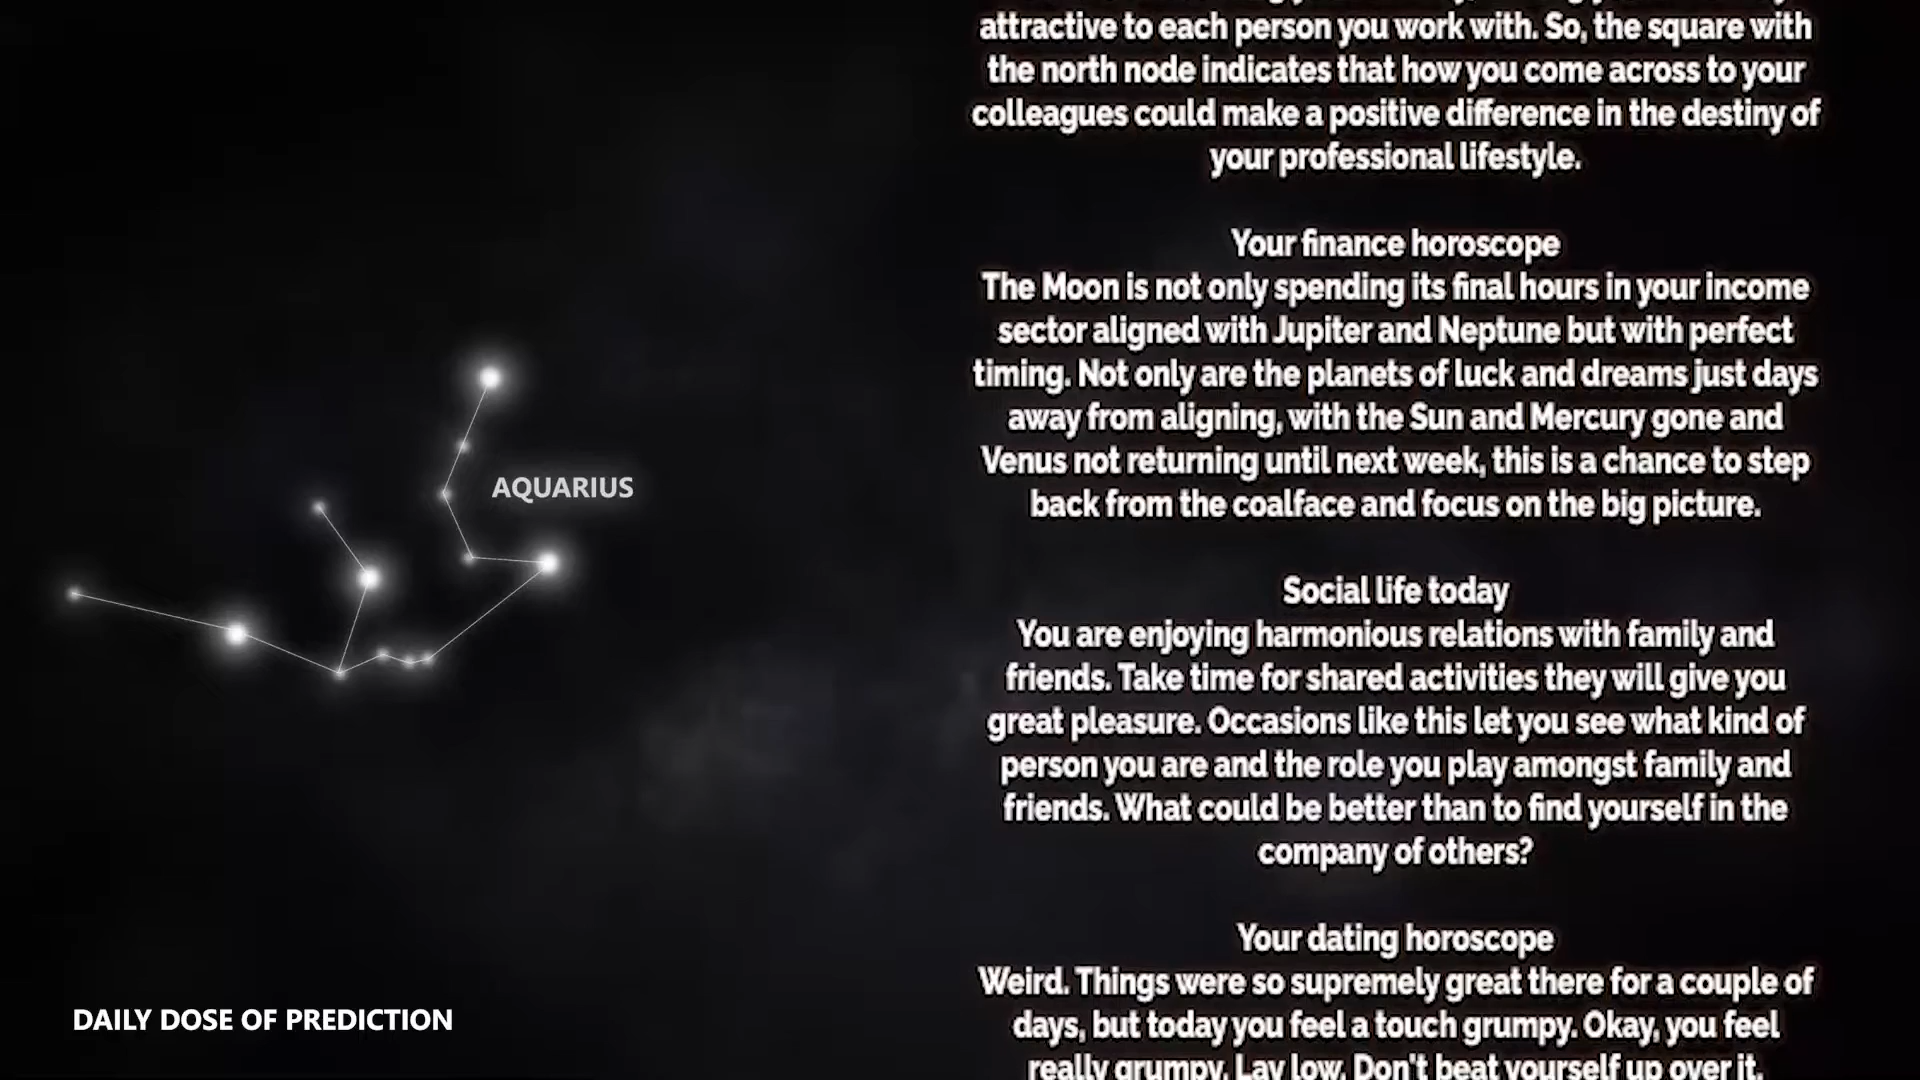 attractive to each person you work with. So, the square with
the north node indicates that how you come across to your
colleagues could make a positive difference in the destiny of
your professional lifestyle.
Your finance horoscope
The Moon is not only spending its final hours in your income
sector aligned with Jupiter and Neptune but with perfect
timing. Not only are the planets of luck and dreams just days
away from aligning, with the Sun and Mercury gone and
Venus not returning until next week, this is a chance to step
back from the coalface and focus on the big picture.
Social life today
You are enjoying harmonious relations with family and
friends. Take time for shared activities they will give you
great pleasure. Occasions like this let you see what kind of
person you are and the role you play amongst family and
friends. What could be better than to find yourself in the
company of others?
Your dating horoscope
Weird. Things were so supremely great there for a couple of
days, but today you feel a touch grumpy. Okay, you feel
really grumpy. Lay low. Don't beat yourself up over it.
AQUARIUS
DAILY DOSE OF PREDICTION